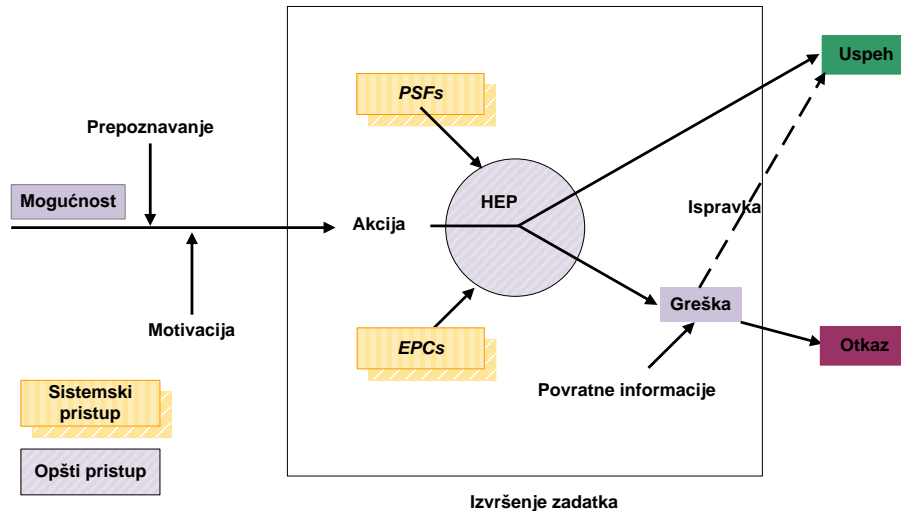 Uspeh
PSFs
Prepoznavanje
Mogućnost
HEP
Ispravka
Akcija
Greška
Motivacija
EPCs
Otkaz
Povratne informacije
Sistemski
pristup
Opšti pristup
Izvršenje zadatka